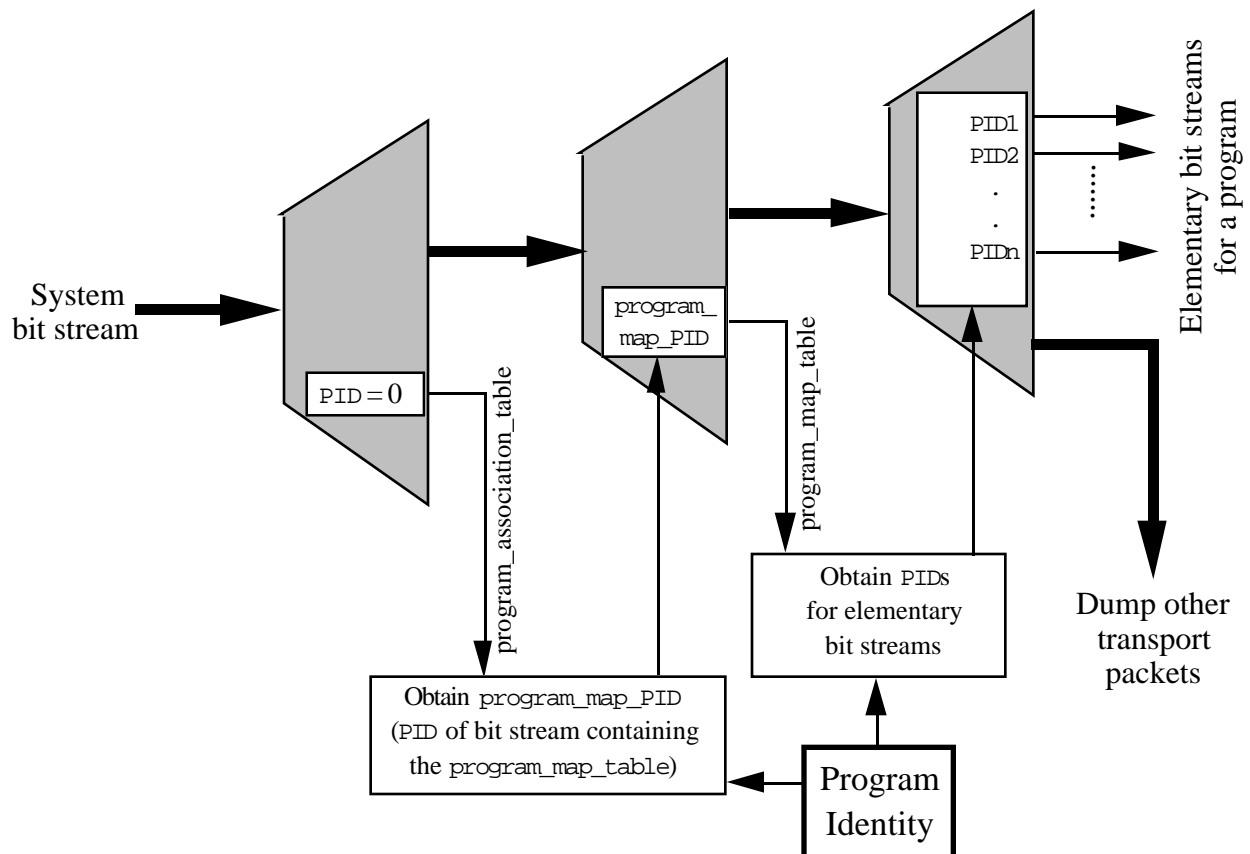 System
bit stream
PID = 0
program_association_table
program_
map_PID
program_map_table
PID1
PID2
.
.
PIDn
.......
Elementary bit streams
for a program
Obtain PIDs
for elementary
bit streams
Dump other
transport
packets
Obtain program_map_PID
(PID of bit stream containing
the program_map_table)
Program
Identity